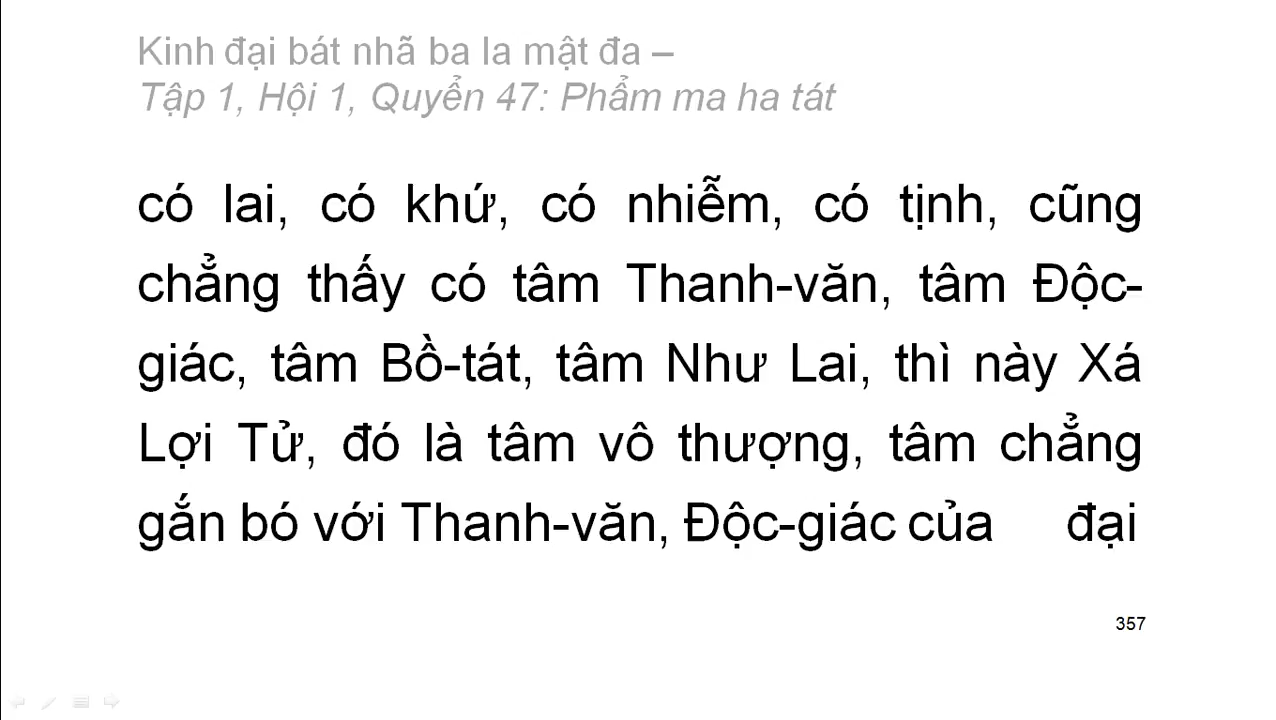 Kinh đại bát nhã ba la mật đa –
Tập 1, Hội 1, Quyển 47: Phẩm ma ha tát
có lai, có khứ, có nhiễm, có tịnh, cũng
chẳng thấy có tâm Thanh-văn, tâm Độc-
giác, tâm Bồ-tát, tâm Như Lai, thì này Xá
Lợi Tử, đó là tâm vô thượng, tâm chẳng
gắn bó với Thanh-văn, Độc-giác của đại
357